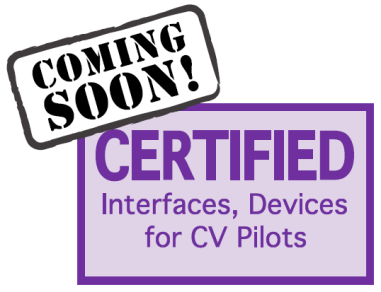 COMING
SOON!
CERTIFIED
Interfaces, Devices
for CV Pilots